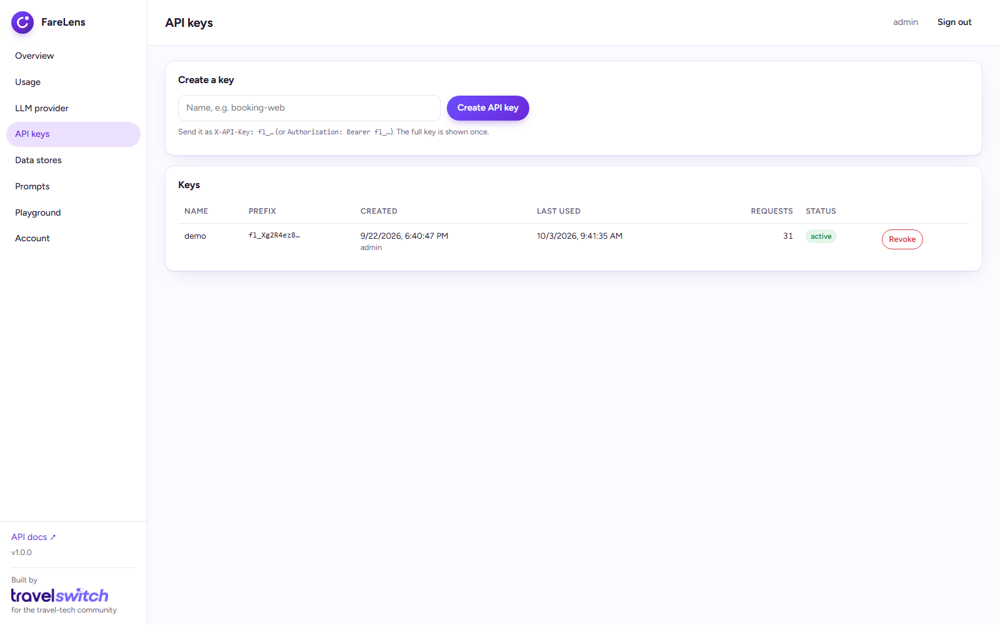 FareLens
Overview
Usage
LLM provider
API keys
Data stores
Prompts
Playground
Account
API docs ↗
v1.0.0
Built by
travelswitch
for the travel-tech community
API keys
admin
Sign out
Create a key
Name, e.g. booking-web
Create API key
Send it as X-API-Key: fl_… (or Authorization: Bearer fl_…). The full key is shown once.
Keys
NAME PREFIX CREATED LAST USED REQUESTS STATUS
demo fl_Xg2R4ez8… 9/22/2026, 6:40:47 PM 10/3/2026, 9:41:35 AM 31 active Revoke
admin